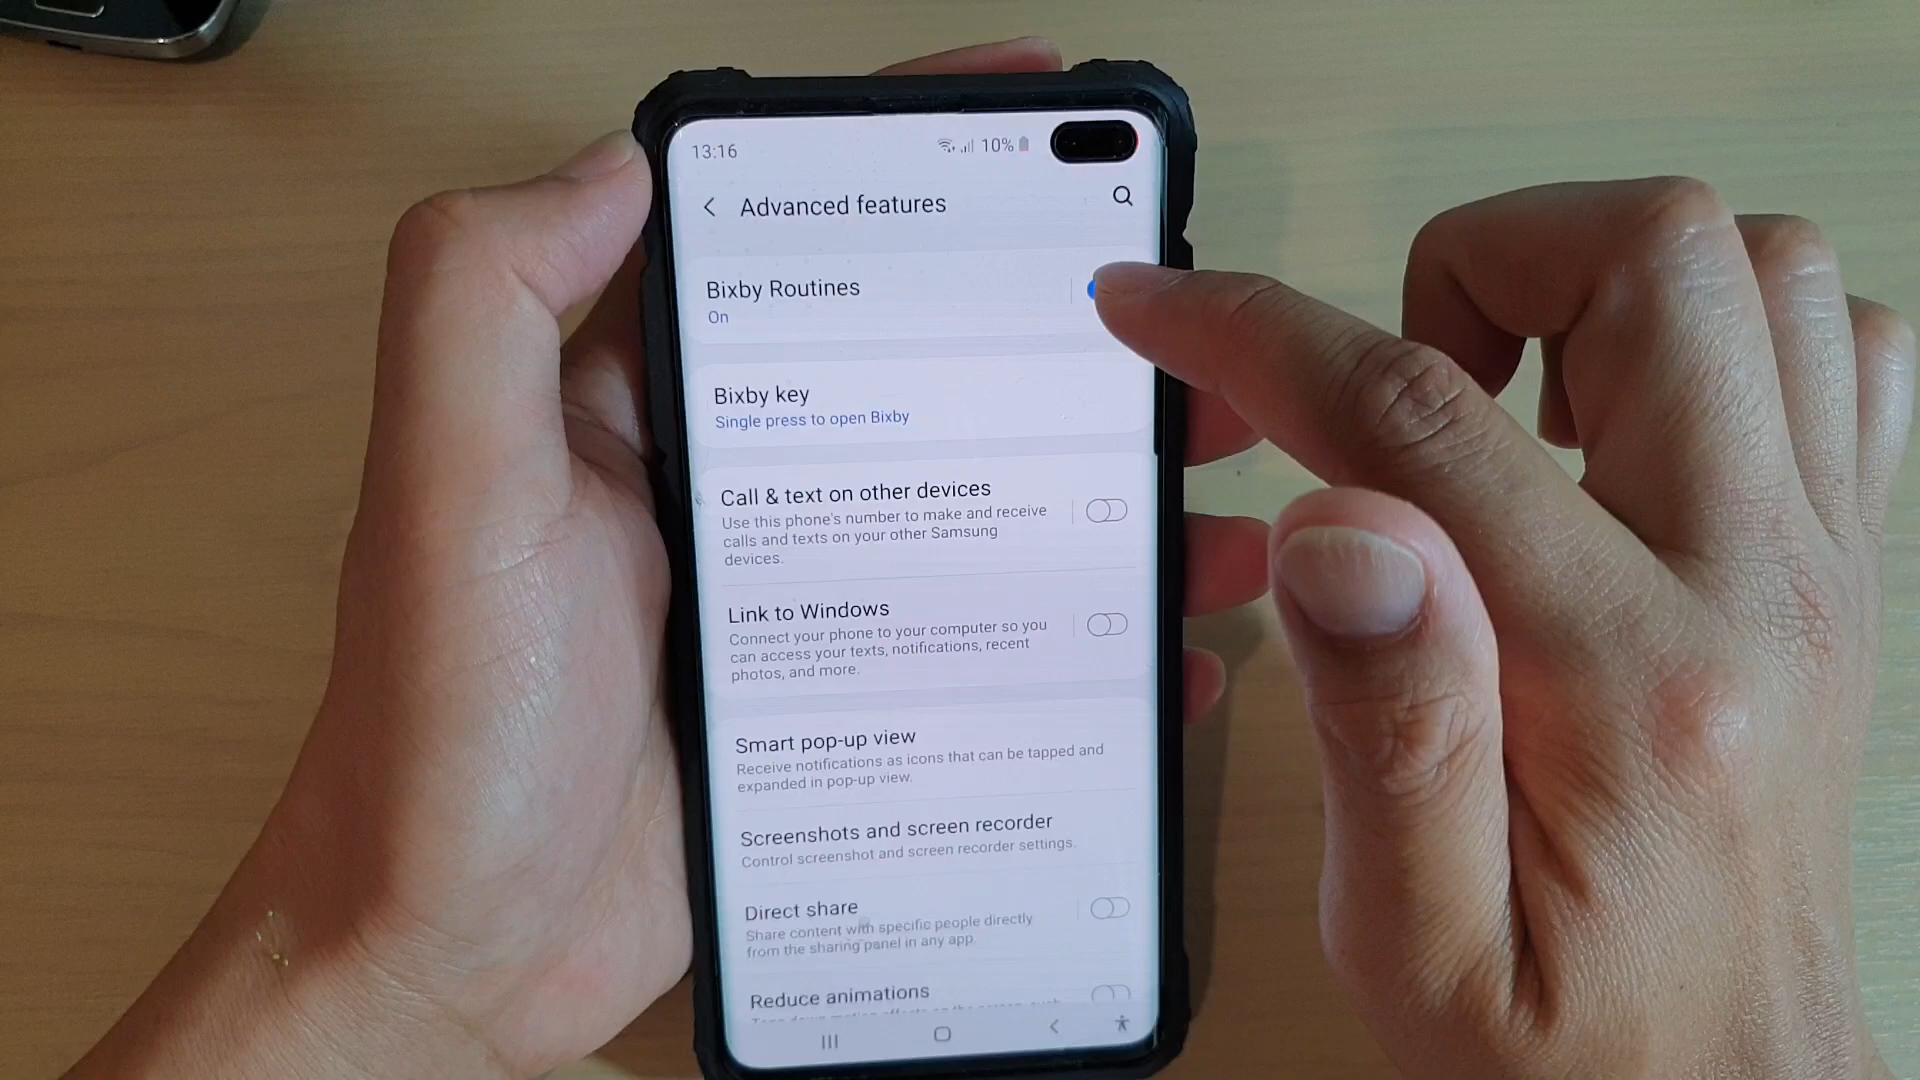 13:16
10%
Advanced features
Bixby Routines
On
Bixby key
Single press to open Bixby
Call & text on other devices
Use this phone's number to make and receive
calls and texts on your other Samsung
devices.
Link to Windows
Connect your phone to your computer so you
can access your texts, notifications, recent
photos, and more.
Smart pop-up view
Receive notifications as icons that can be tapped and
expanded in pop-up view.
Screenshots and screen recorder
Control screenshot and screen recorder settings.
Direct share
Share content with specific people directly
from the sharing panel in any app.
Reduce animations